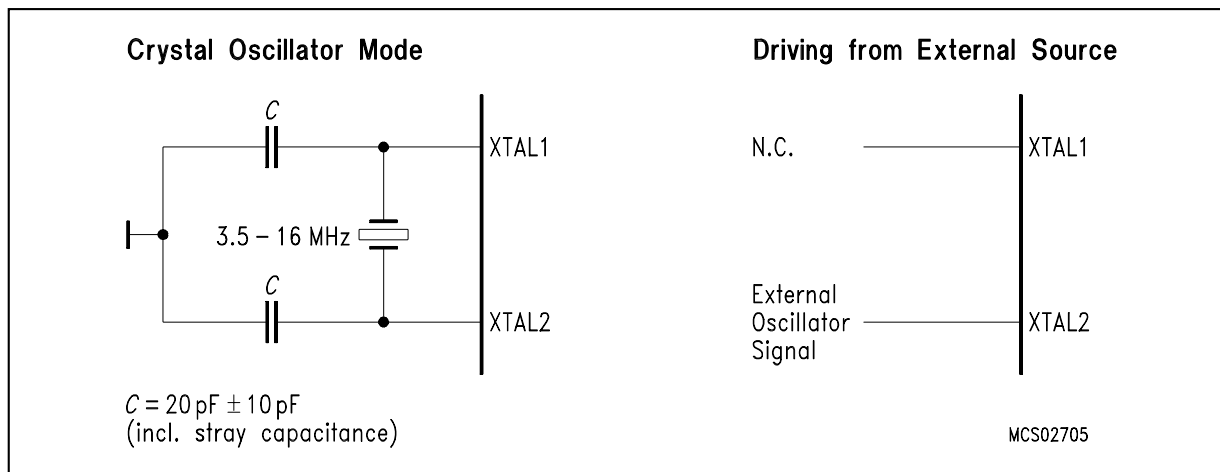 Crystal Oscillator Mode
C
XTAL1
3.5 – 16 MHz
C
XTAL2
C = 20 pF ± 10 pF
(incl. stray capacitance)
Driving from External Source
N.C.
XTAL1
External
Oscillator
Signal
XTAL2
MCS02705